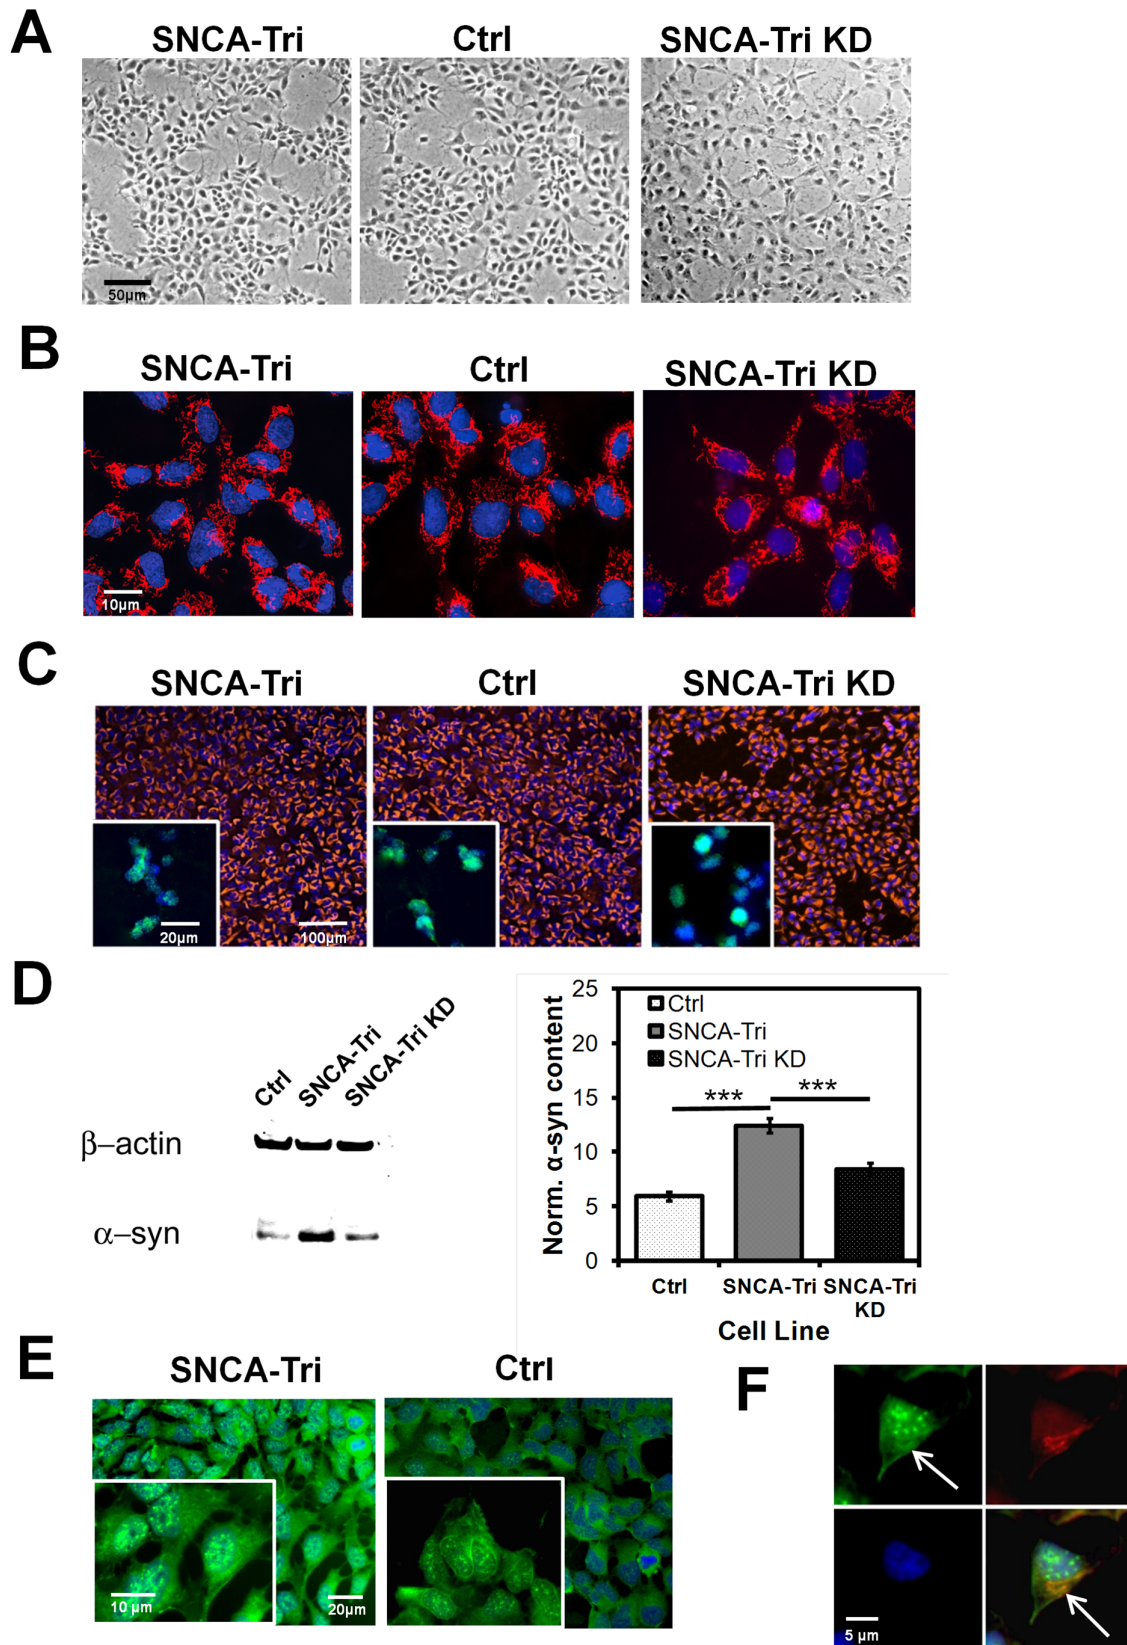 A
SNCA-Tri Ctrl SNCA-Tri KD
50µm
B
SNCA-Tri Ctrl SNCA-Tri KD
10µm
C
SNCA-Tri Ctrl SNCA-Tri KD
20µm 100µm
D
Ctrl
SNCA-Tri
SNCA-Tri KD
β–actin
α–syn
Norm. α-syn content
25
20
15
10
5
0
Ctrl
SNCA-Tri
SNCA-Tri KD
*** ***
Ctrl SNCA-Tri SNCA-Tri
KD
Cell Line
E
SNCA-Tri Ctrl
10 µm 20µm
F
5 µm